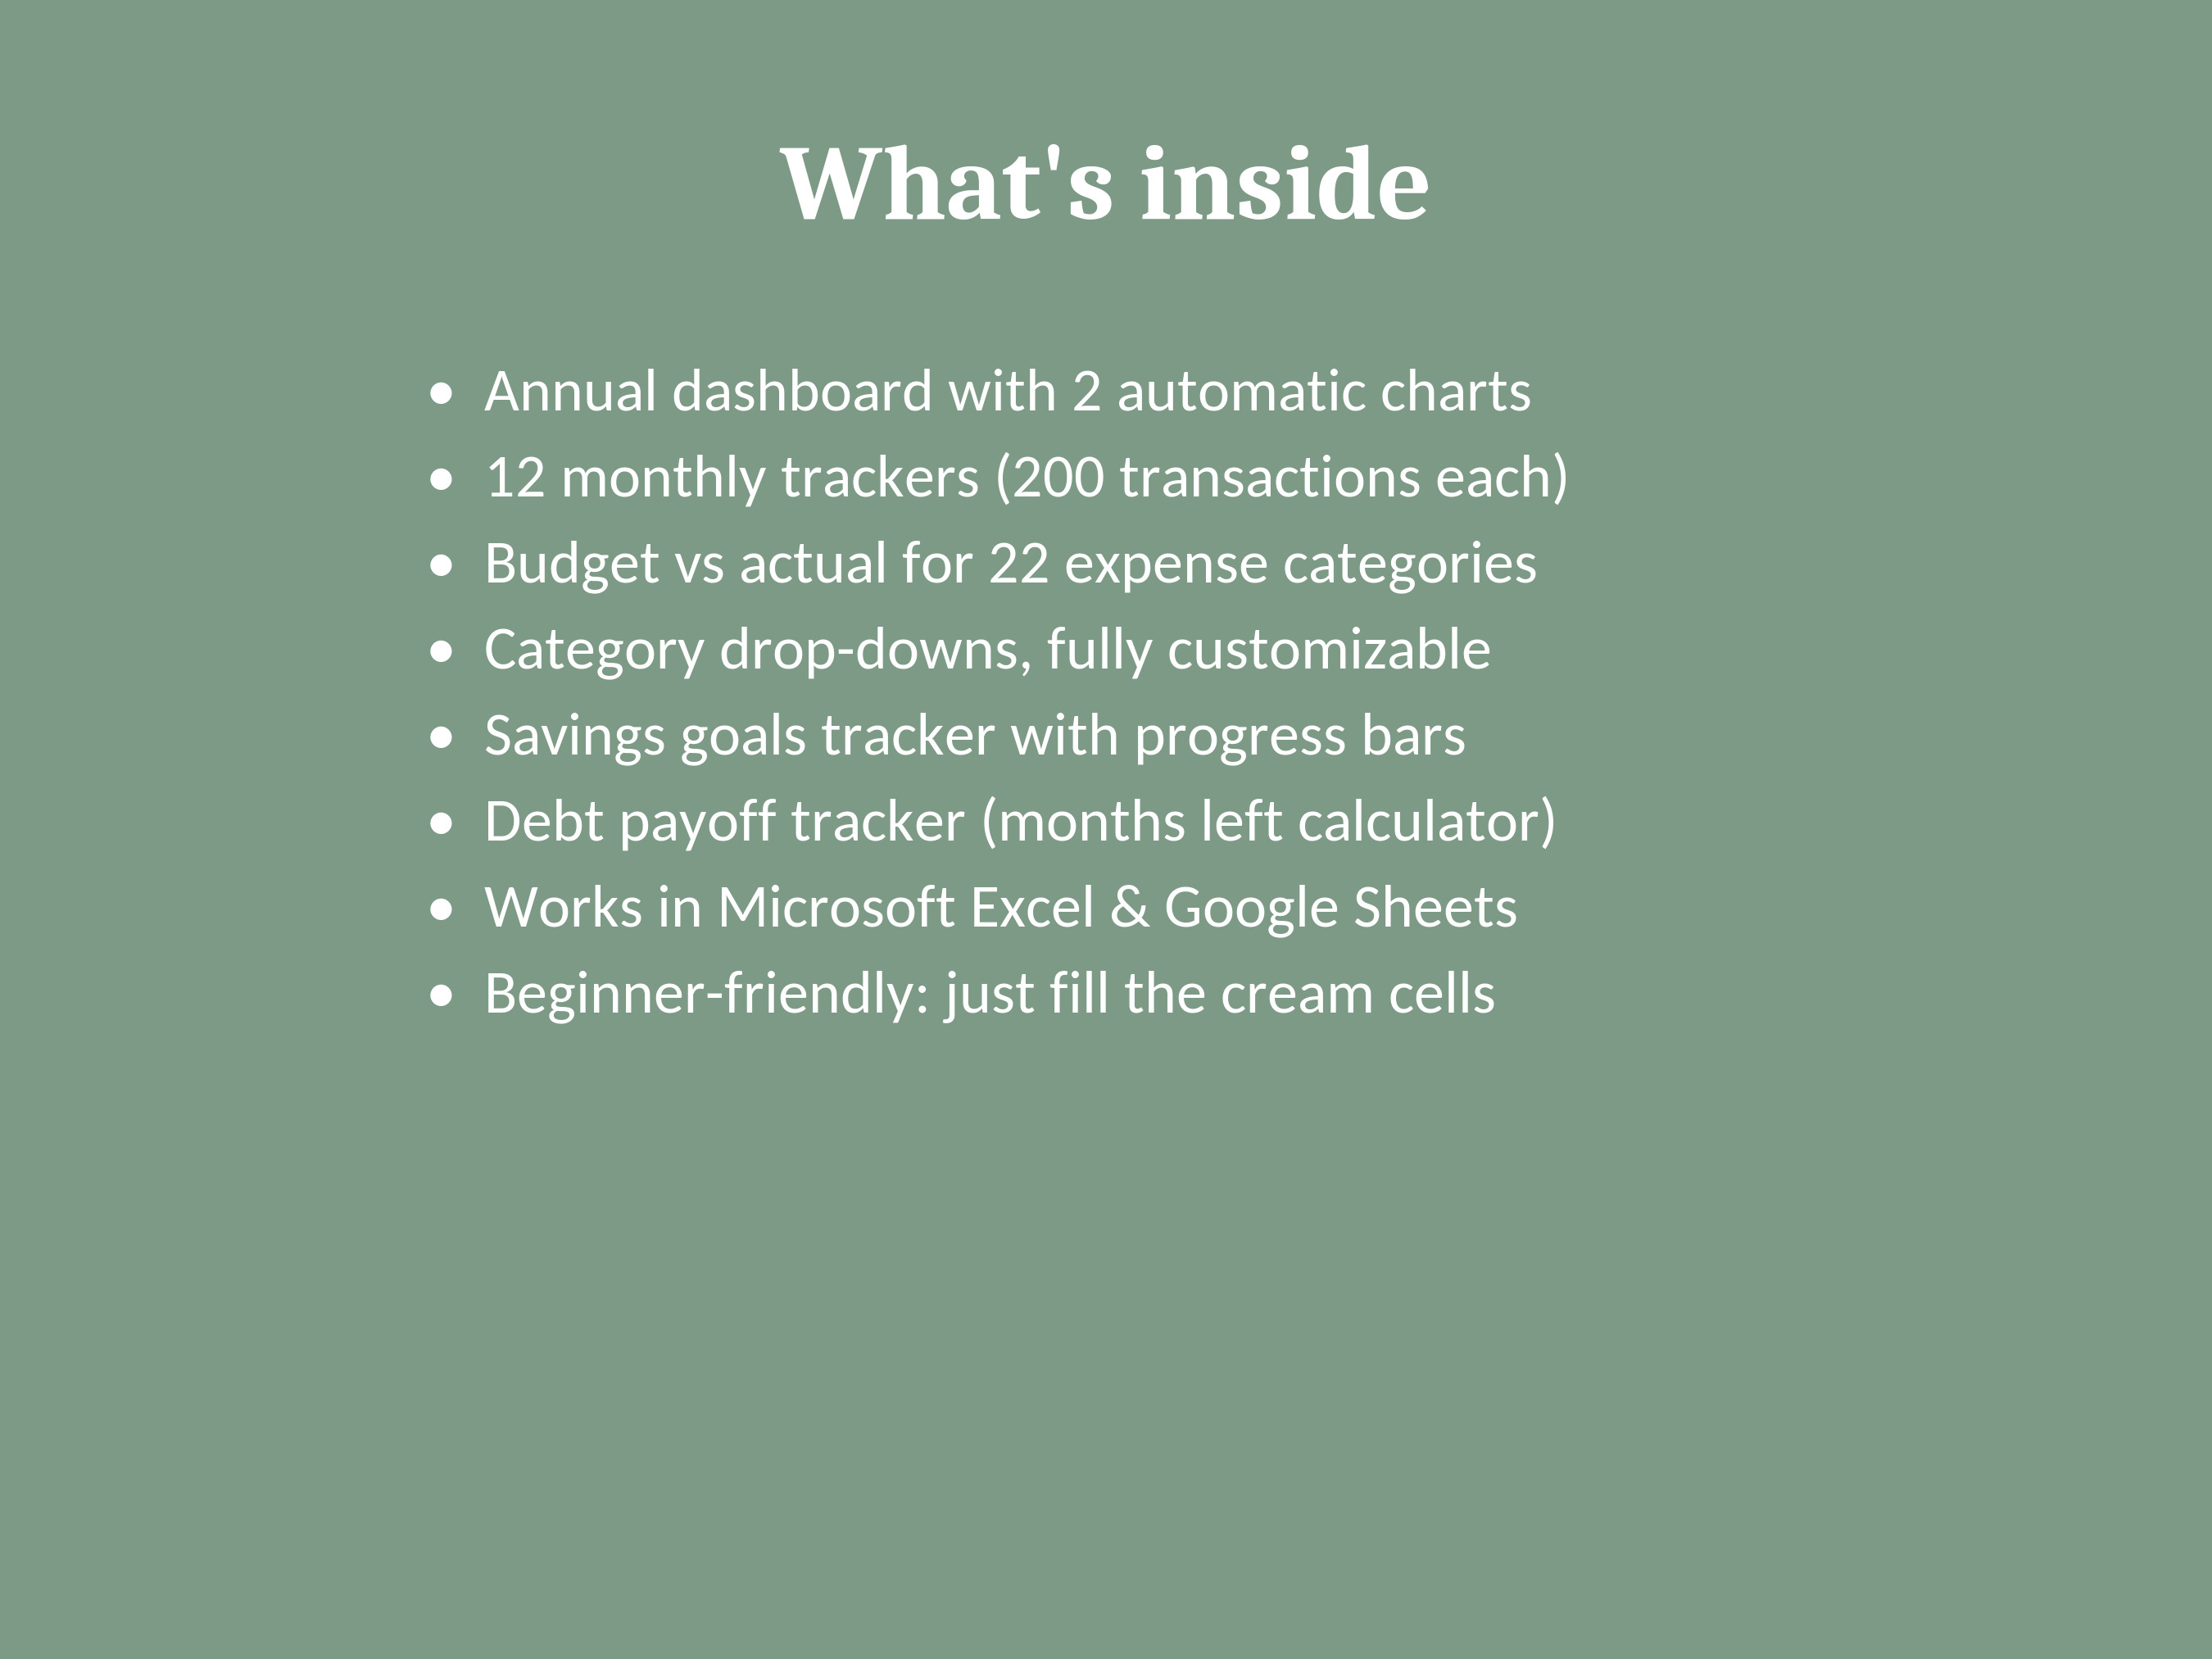 What's inside
• Annual dashboard with 2 automatic charts
• 12 monthly trackers (200 transactions each)
• Budget vs actual for 22 expense categories
• Category drop-downs, fully customizable
• Savings goals tracker with progress bars
• Debt payoff tracker (months left calculator)
• Works in Microsoft Excel & Google Sheets
• Beginner-friendly: just fill the cream cells